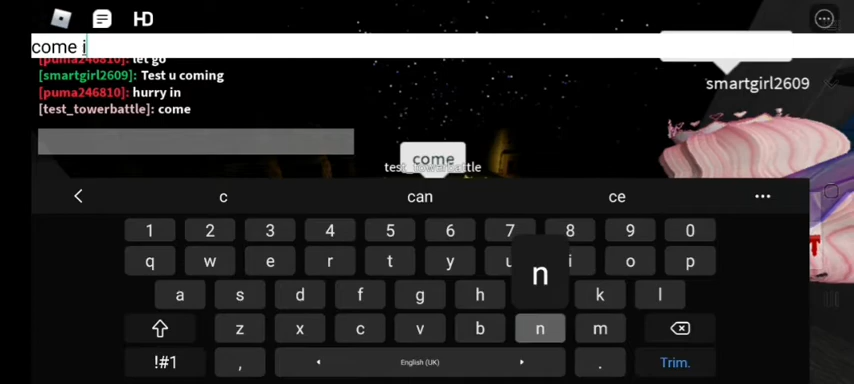 HD
come i
[puma246810]: let go
[smartgirl2609]: Test u coming
[puma246810]: hurry in
[test_towerbattle]: come
smartgirl2609
come
test_towerbattle
c can ce
1 2 3 4 5 6 7 8 9 0
q w e r t y u i o p
a s d f g h k l
n
z x c v b n m
!#1 , English (UK) . Trim.
T